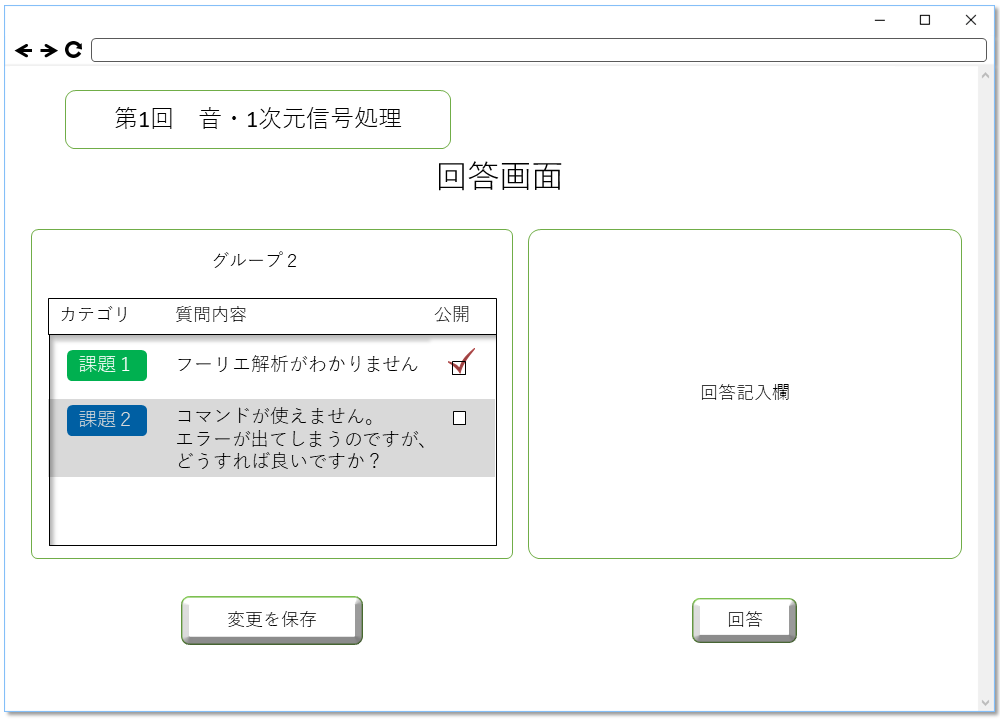 第1回　音・1次元信号処理
回答画面
グループ２
カテゴリ　質問内容　公開
課題１　フーリエ解析がわかりません
課題２　コマンドが使えません。
エラーが出てしまうのですが、
どうすれば良いですか？
回答記入欄
変更を保存
回答